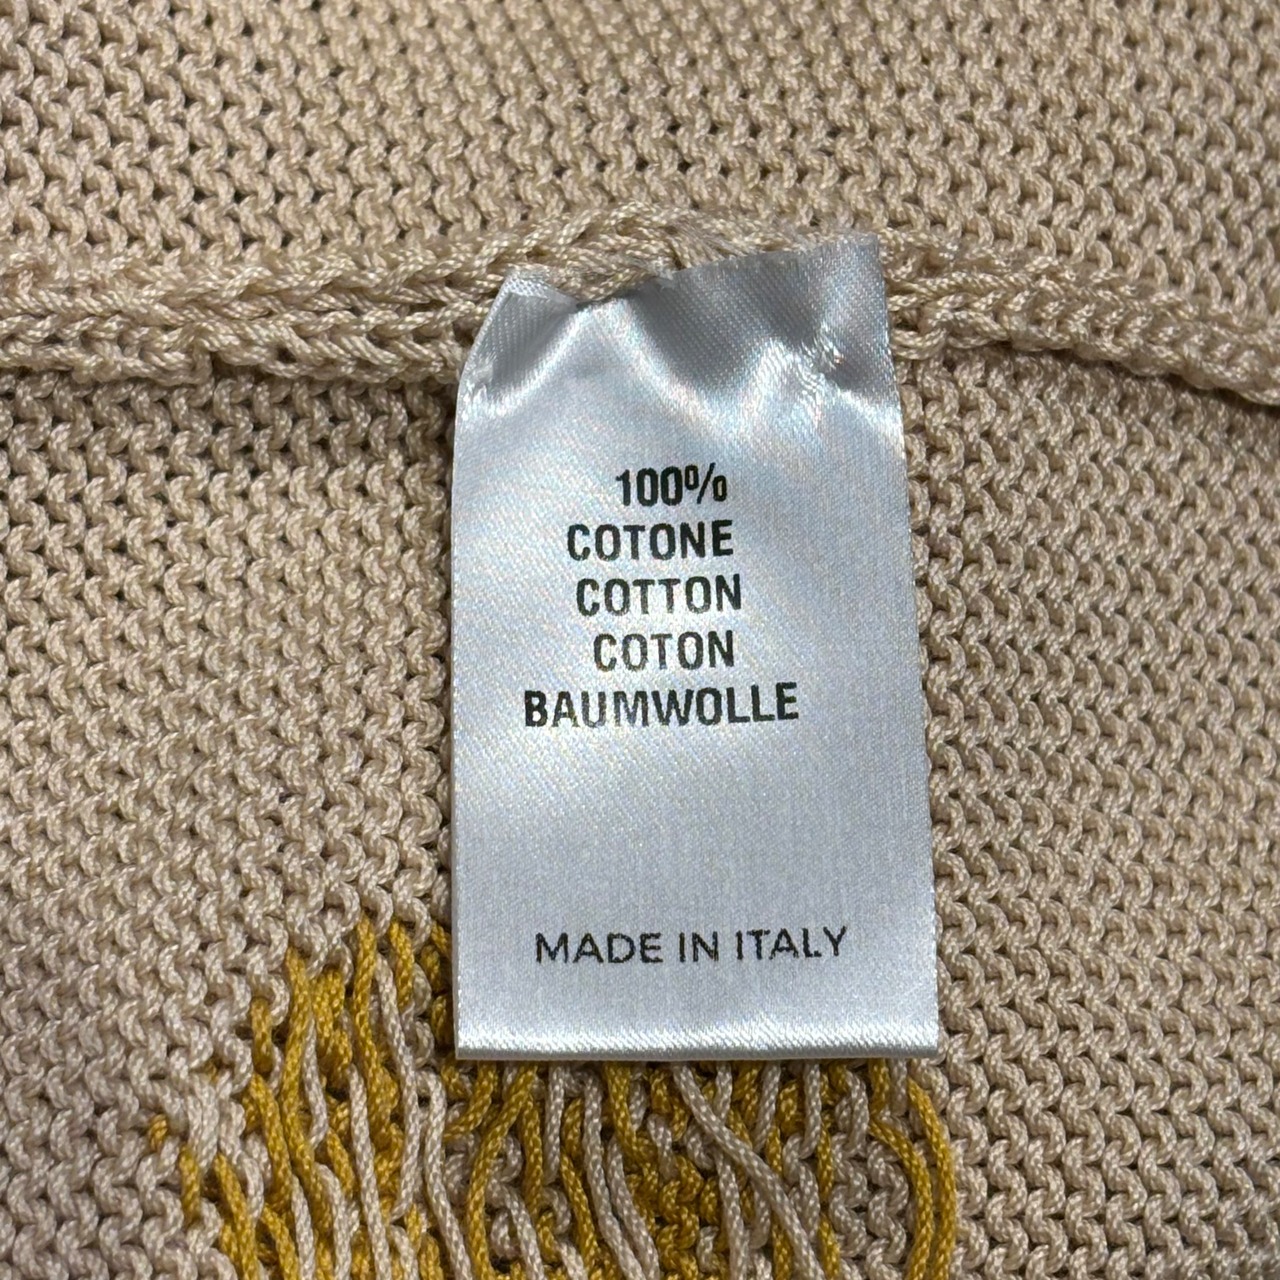 100%
COTONE
COTTON
COTON
BAUMWOLLE
MADE IN ITALY